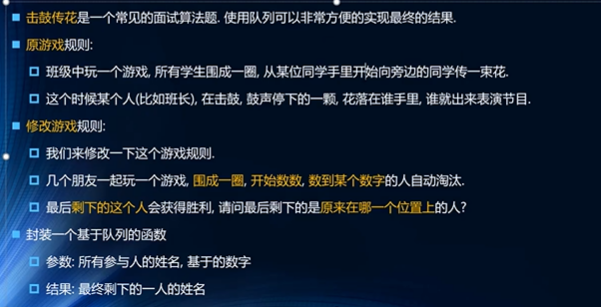 击鼓传花是一个常见的面试算法题. 使用队列可以非常方便的实现最终的结果.
原游戏规则:
班级中玩一个游戏, 所有学生围成一圈, 从某位同学手里开始向旁边的同学传一束花.
这个时候某个人(比如班长), 在击鼓, 鼓声停下的一颗, 花落在谁手里, 谁就出来表演节目.
修改游戏规则:
我们来修改一下这个游戏规则.
几个朋友一起玩一个游戏, 围成一圈, 开始数数, 数到某个数字的人自动淘汰.
最后剩下的这个人会获得胜利, 请问最后剩下的是原来在哪一个位置上的人?
封装一个基于队列的函数
参数: 所有参与人的姓名, 基于的数字
结果: 最终剩下的一人的姓名